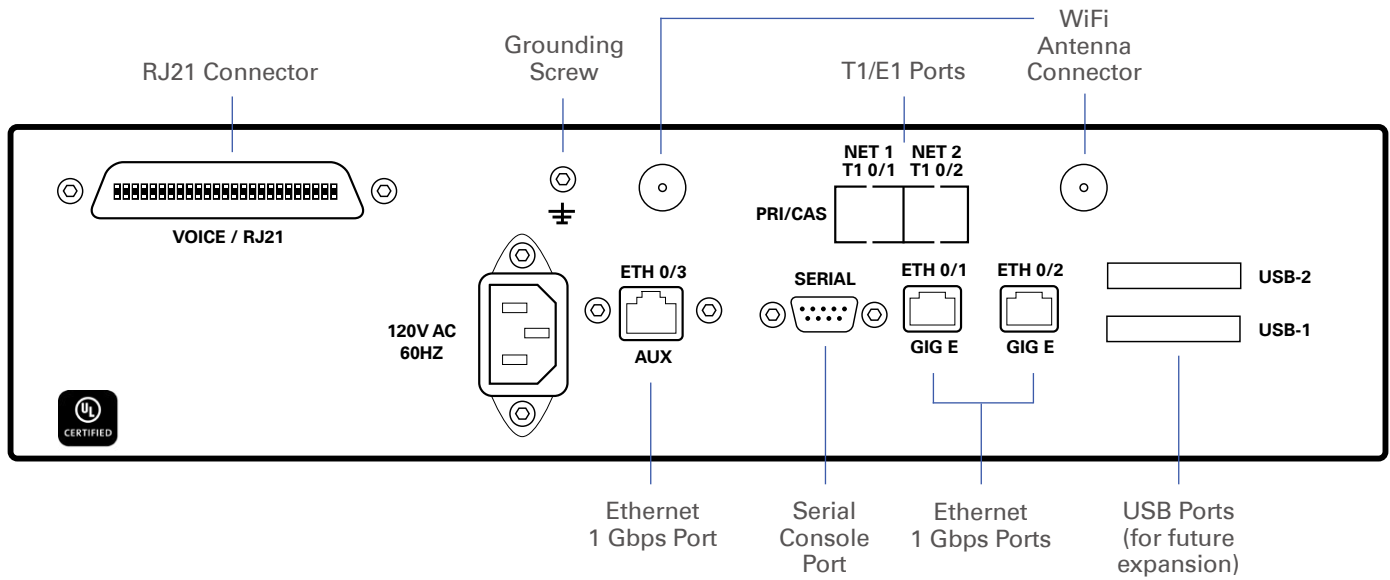 WiFi
Antenna
Connector
Grounding
Screw
RJ21 Connector
T1/E1 Ports
NET 1 NET 2
T1 0/1 T1 0/2
PRI/CAS
VOICE / RJ21
ETH 0/3
SERIAL
ETH 0/1
ETH 0/2
USB-2
120V AC
60HZ
USB-1
AUX
GIG E
GIG E
UL
CERTIFIED
Ethernet
1 Gbps Port
Serial
Console
Port
Ethernet
1 Gbps Ports
USB Ports
(for future
expansion)